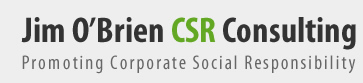 Jim O’Brien CSR Consulting
Promoting Corporate Social Responsibility